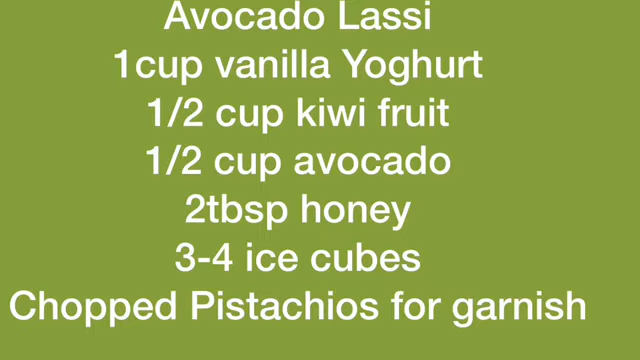 Avocado Lassi
1cup vanilla Yoghurt
1/2 cup kiwi fruit
1/2 cup avocado
2tbsp honey
3-4 ice cubes
Chopped Pistachios for garnish